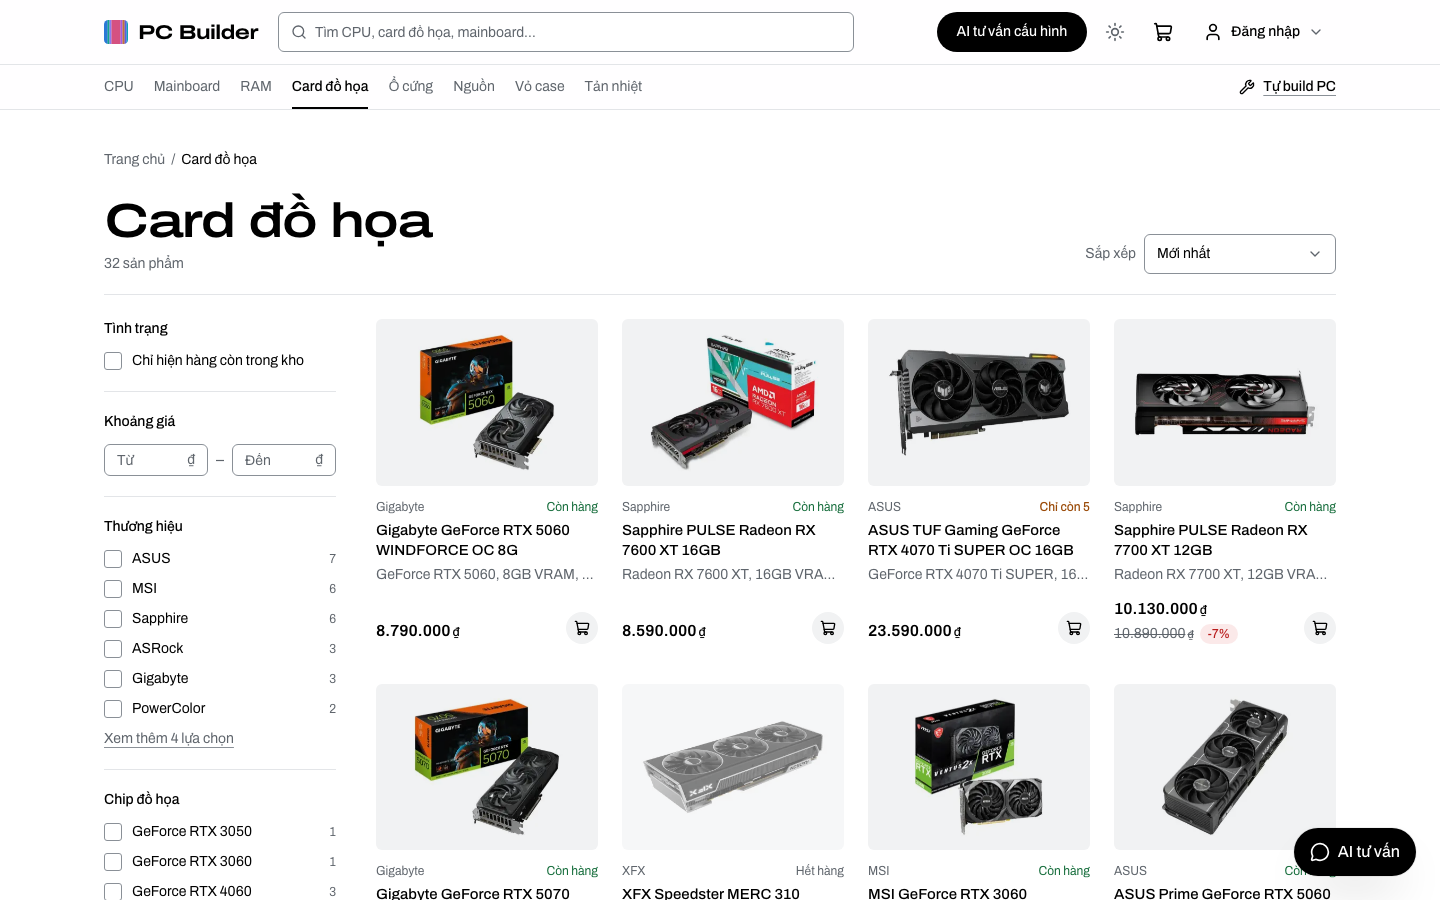 PC Builder
Tìm CPU, card đồ họa, mainboard...
AI tư vấn cấu hình
Đăng nhập
CPU
Mainboard
RAM
Card đồ họa
Ổ cứng
Nguồn
Vỏ case
Tản nhiệt
Tự build PC
Trang chủ / Card đồ họa
Card đồ họa
32 sản phẩm
Sắp xếp
Mới nhất
Tình trạng
Chỉ hiện hàng còn trong kho
Khoảng giá
Từ ₫ – Đến ₫
Thương hiệu
ASUS 7
MSI 6
Sapphire 6
ASRock 3
Gigabyte 3
PowerColor 2
Xem thêm 4 lựa chọn
Chip đồ họa
GeForce RTX 3050 1
GeForce RTX 3060 1
GeForce RTX 4060 3
Gigabyte Còn hàng
Gigabyte GeForce RTX 5060
WINDFORCE OC 8G
GeForce RTX 5060, 8GB VRAM, ...
8.790.000 ₫
Sapphire Còn hàng
Sapphire PULSE Radeon RX
7600 XT 16GB
Radeon RX 7600 XT, 16GB VRA...
8.590.000 ₫
ASUS Chỉ còn 5
ASUS TUF Gaming GeForce
RTX 4070 Ti SUPER OC 16GB
GeForce RTX 4070 Ti SUPER, 16...
23.590.000 ₫
Sapphire Còn hàng
Sapphire PULSE Radeon RX
7700 XT 12GB
Radeon RX 7700 XT, 12GB VRA...
10.130.000 ₫
10.890.000 ₫ -7%
Gigabyte Còn hàng
Gigabyte GeForce RTX 5070
XFX Hết hàng
XFX Speedster MERC 310
MSI Còn hàng
MSI GeForce RTX 3060
ASUS
ASUS Prime GeForce RTX 5060
AI tư vấn